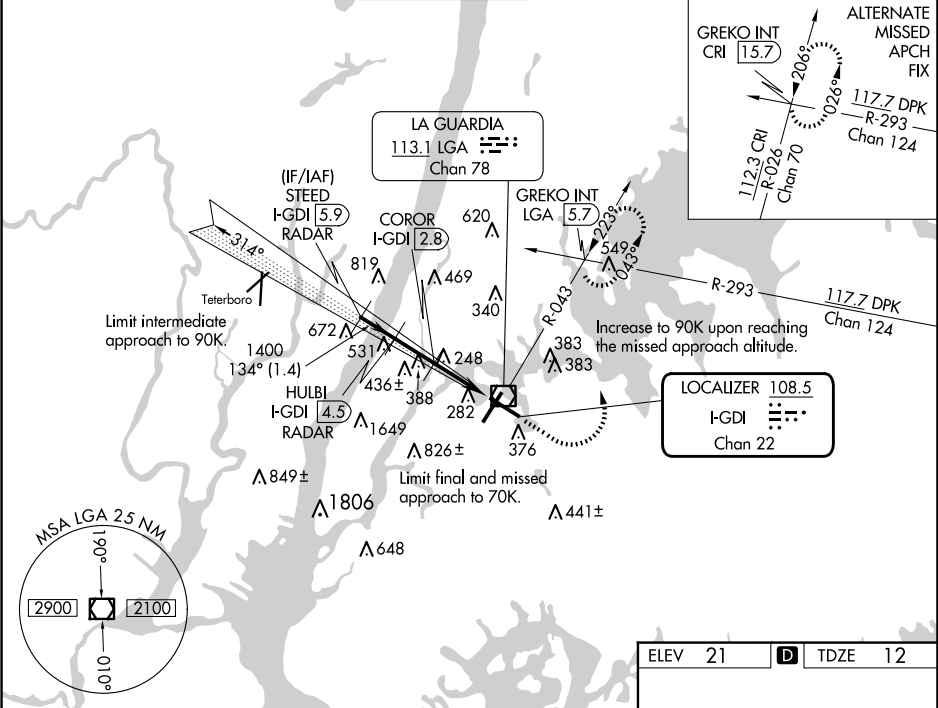 ALTERNATE
MISSED
APCH
FIX
GREKO INT
CRI 15.7
206°
026°
117.7 DPK
R-293
Chan 124
112.3 CRI
R-026
Chan 70
LA GUARDIA
113.1 LGA
Chan 78
(IF/IAF)
STEED
I-GDI 5.9
RADAR
COROR
I-GDI 2.8
GREKO INT
LGA 5.7
620
223°
549
043°
314°
819
469
340
R-043
R-293
117.7 DPK
Chan 124
Teterboro
Limit intermediate
approach to 90K.
672
531
1400
134° (1.4)
436±
388
248
282
383
383
Increase to 90K upon reaching
the missed approach altitude.
HULBI
I-GDI 4.5
RADAR
LOCALIZER 108.5
I-GDI
Chan 22
1649
826±
376
849±
Limit final and missed
approach to 70K.
1806
441±
648
MSA LGA 25 NM
190°
2900
2100
010°
ELEV 21
D
TDZE 12